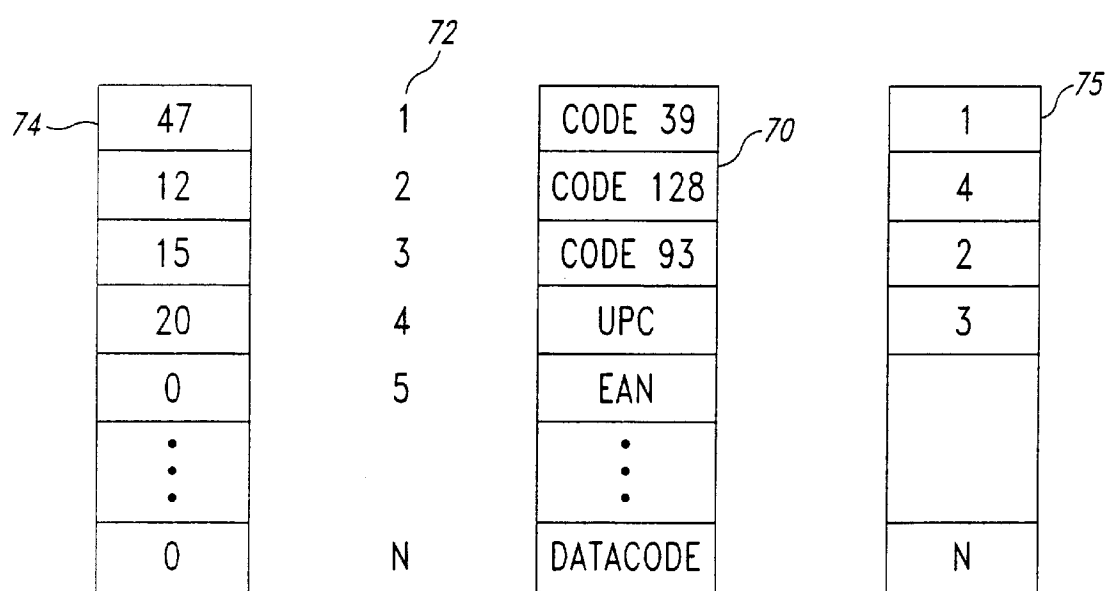 72
74 47 1 CODE 39 70 1 75
12 2 CODE 128 4
15 3 CODE 93 2
20 4 UPC 3
0 5 EAN
0 N DATACODE N